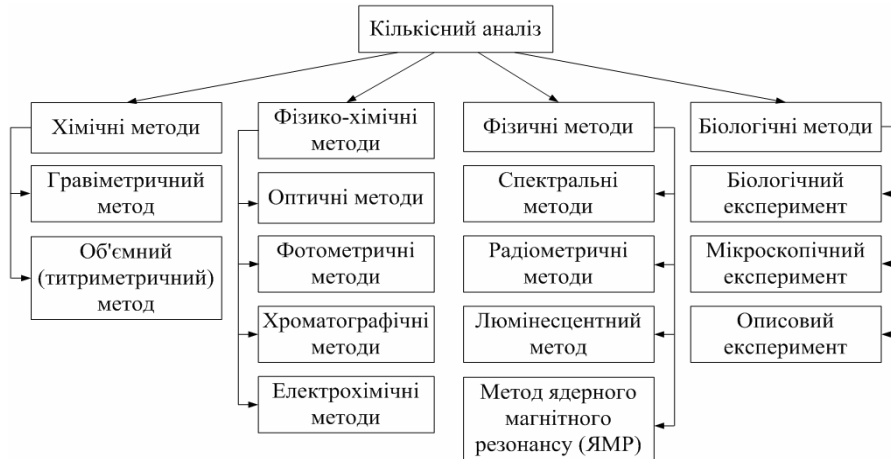 Кількісний аналіз
Хімічні методи
Гравіметричний
метод
Об'ємний
(титриметричний)
метод
Фізико-хімічні
методи
Оптичні методи
Фотометричні
методи
Хроматографічні
методи
Електрохімічні
методи
Фізичні методи
Спектральні
методи
Радіометричні
методи
Люмінесцентний
метод
Метод ядерного
магнітного
резонансу (ЯМР)
Біологічні методи
Біологічний
експеримент
Мікроскопічний
експеримент
Описовий
експеримент